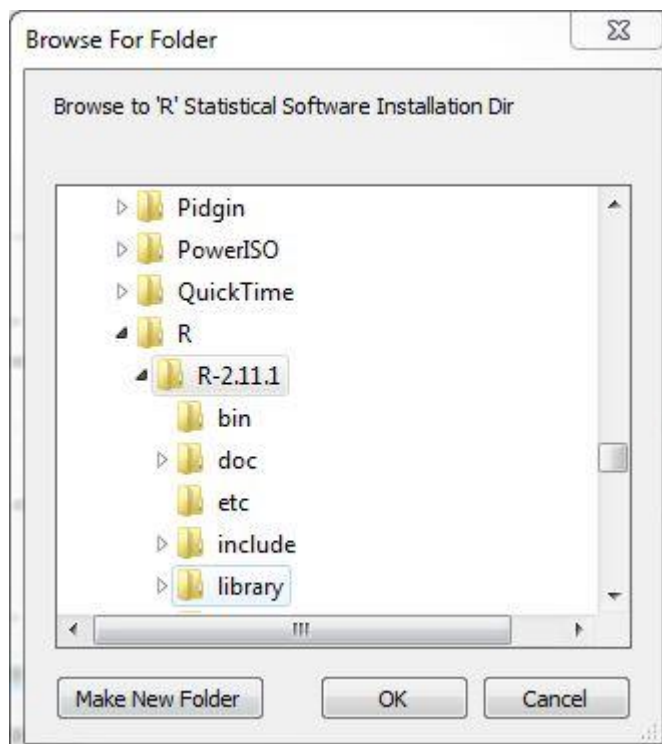 Browse For Folder
Browse to 'R' Statistical Software Installation Dir
Pidgin
PowerISO
QuickTime
R
R-2.11.1
bin
doc
etc
include
library
Make New Folder OK Cancel